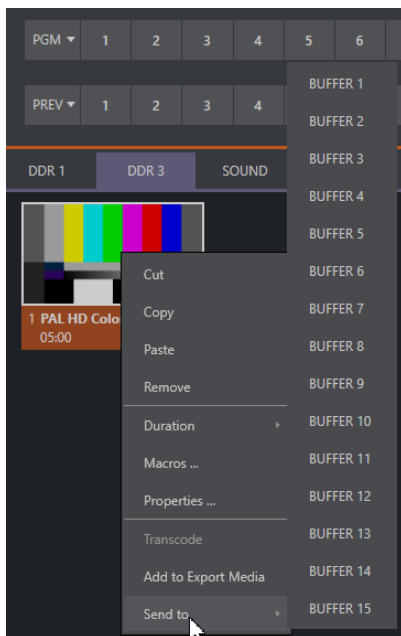 PGM 1 2 3 4 5 6
PREV 1 2 3 4
DDR 1 DDR 3 SOUND
1 PAL HD Colo
05:00
Cut
Copy
Paste
Remove
Duration
Macros ...
Properties ...
Transcode
Add to Export Media
Send to
BUFFER 1
BUFFER 2
BUFFER 3
BUFFER 4
BUFFER 5
BUFFER 6
BUFFER 7
BUFFER 8
BUFFER 9
BUFFER 10
BUFFER 11
BUFFER 12
BUFFER 13
BUFFER 14
BUFFER 15